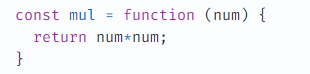 const mul = function (num) {
  return num*num;
}